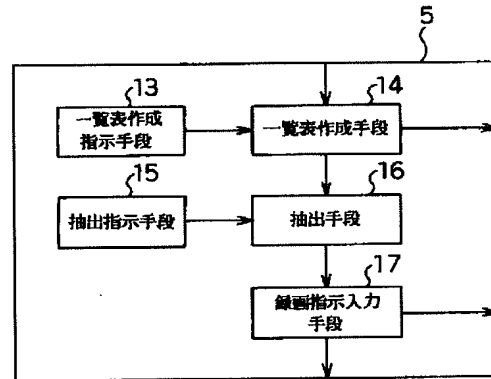 5
13
一覧表作成
指示手段
14
一覧表作成手段
15
抽出指示手段
16
抽出手段
17
録画指示入力
手段